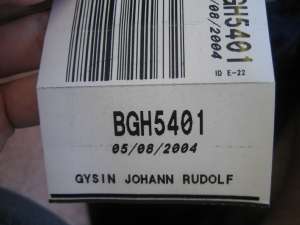 BGH5401
05/08/2004
ID E-22
BGH5401
05/08/2004
GYSIN JOHANN RUDOLF